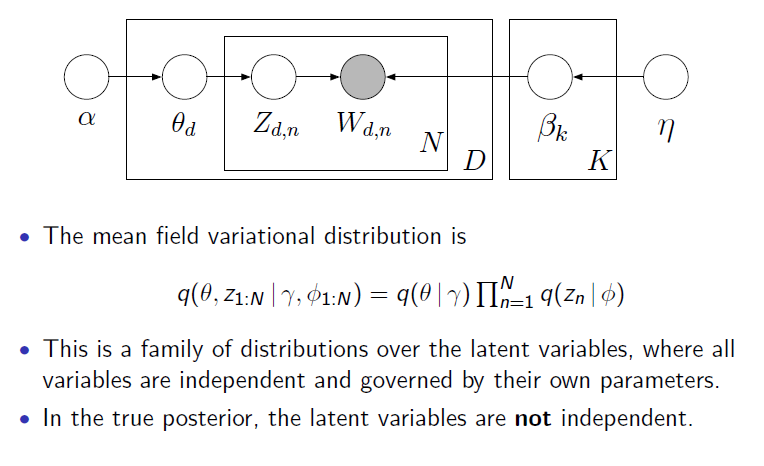 α θ_d Z_{d,n} W_{d,n} N D β_k K η
• The mean field variational distribution is
q(θ, z_{1:N} | γ, ϕ_{1:N}) = q(θ | γ) ∏_{n=1}^{N} q(z_n | ϕ)
• This is a family of distributions over the latent variables, where all
variables are independent and governed by their own parameters.
• In the true posterior, the latent variables are not independent.